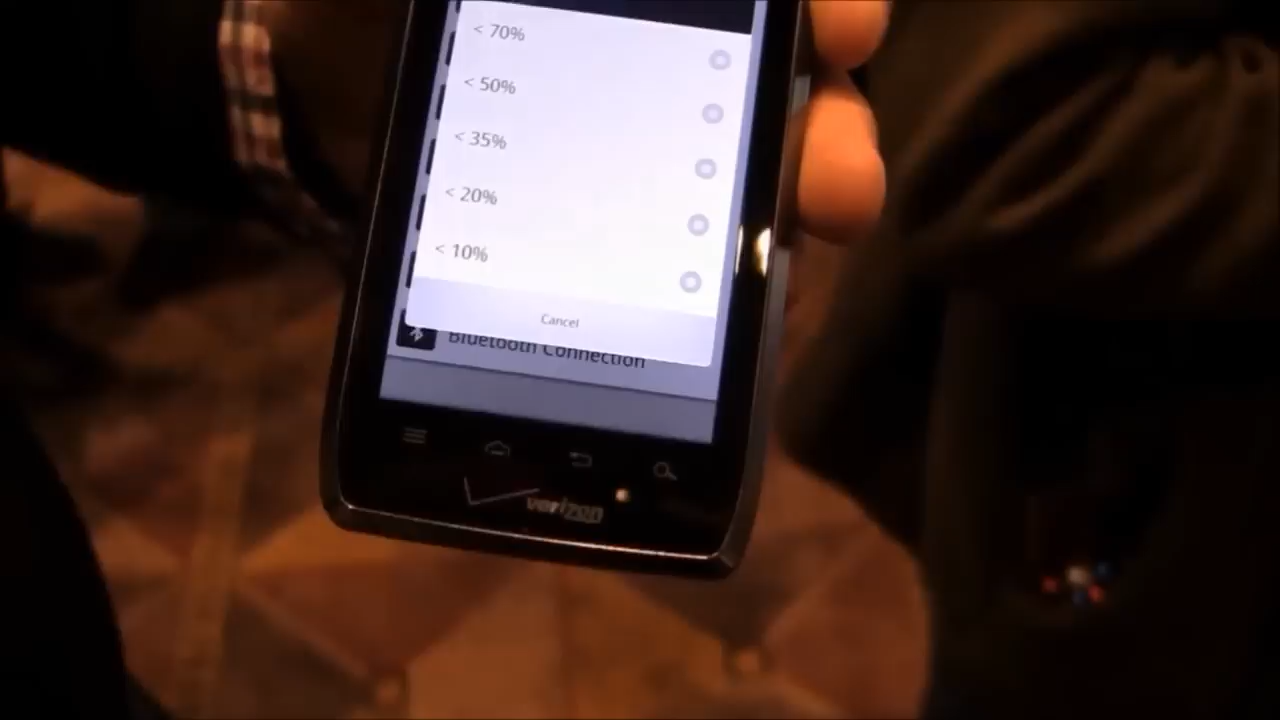 < 70%
< 50%
< 35%
< 20%
< 10%
Cancel
Bluetooth Connection
verizon